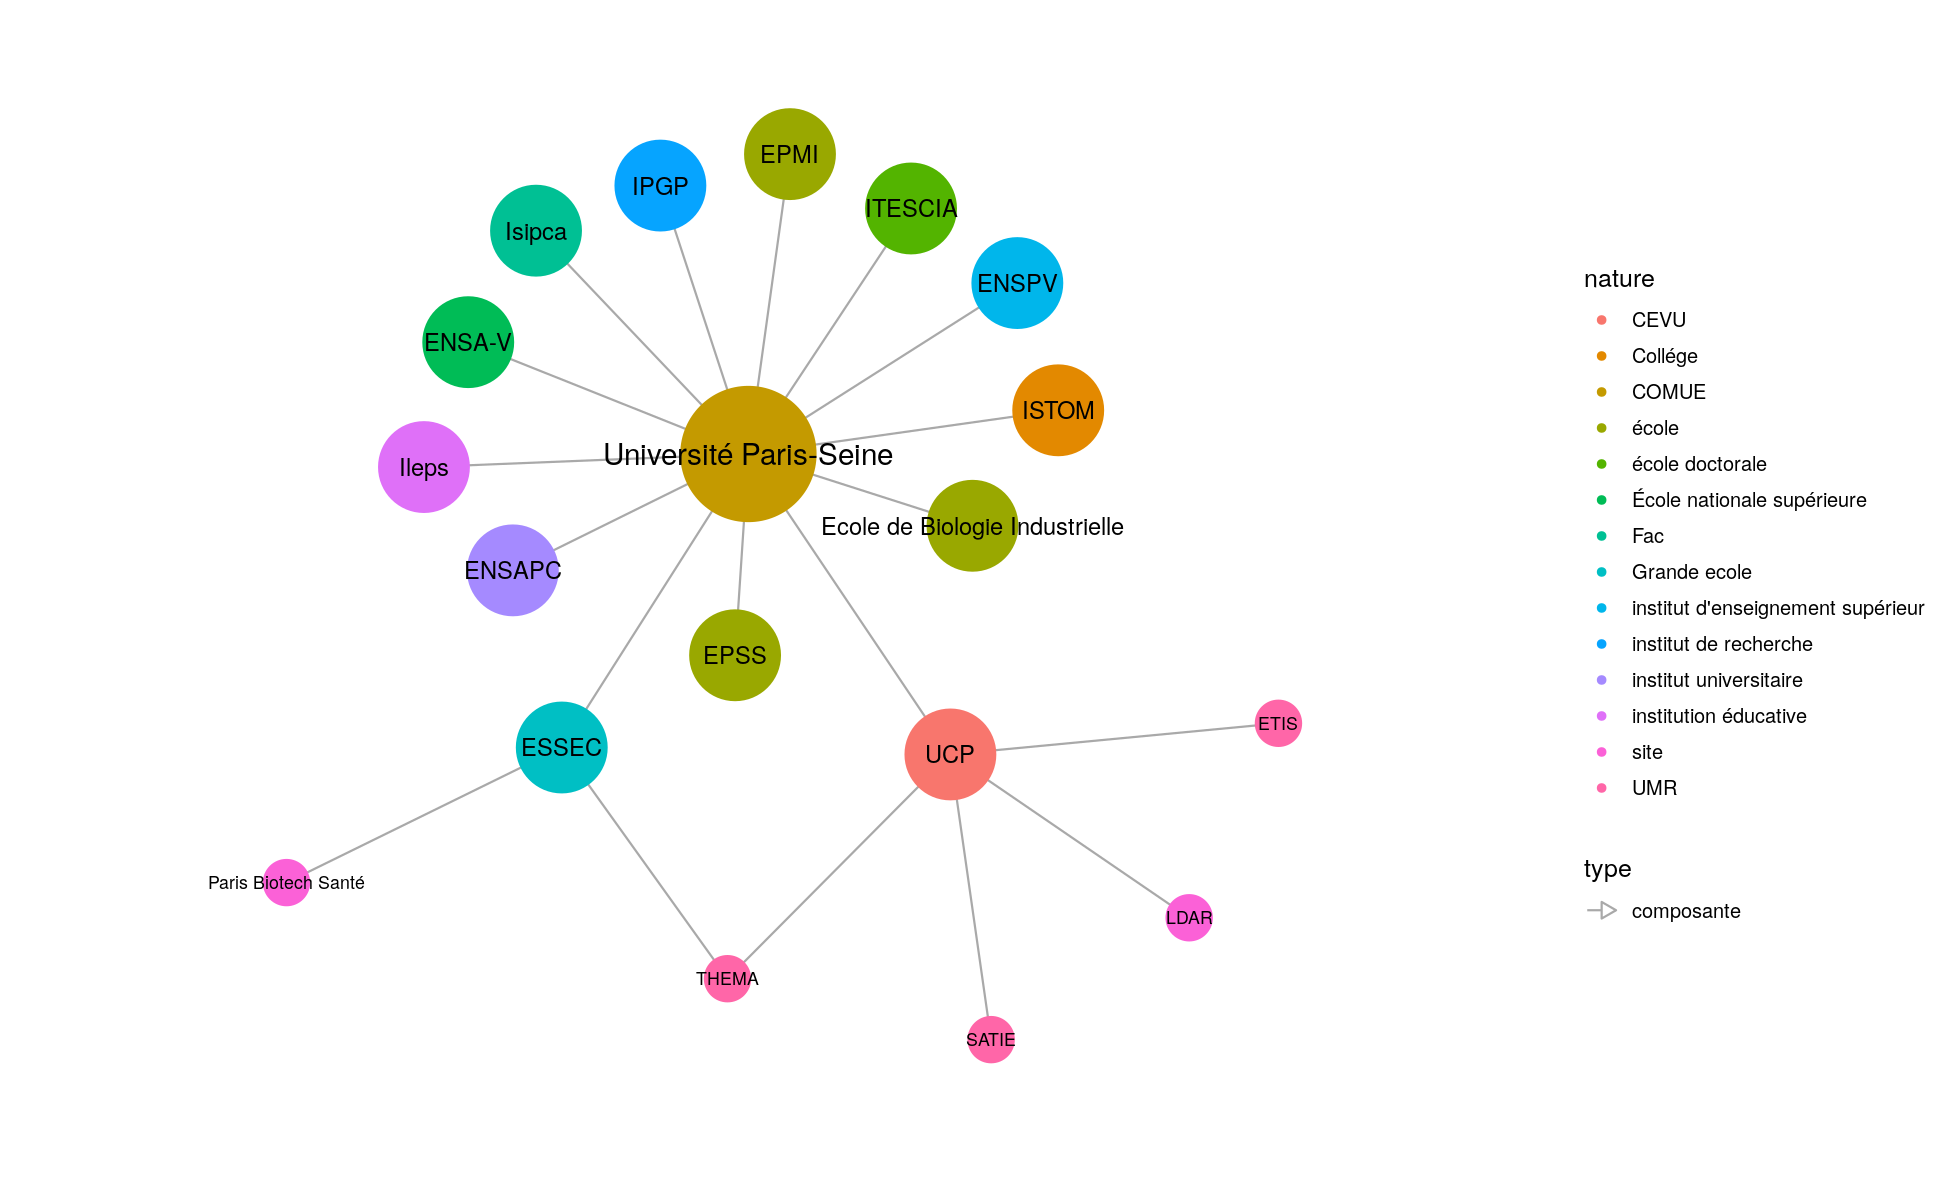 EPMI
IPGP
ITESCIA
Isipca
ENSPV
ENSA-V
ISTOM
Université Paris-Seine
Ileps
Ecole de Biologie Industrielle
ENSAPC
EPSS
ETIS
ESSEC
UCP
Paris Biotech Santé
LDAR
THEMA
SATIE
nature
CEVU
Collége
COMUE
école
école doctorale
École nationale supérieure
Fac
Grande ecole
institut d'enseignement supérieur
institut de recherche
institut universitaire
institution éducative
site
UMR
type
composante